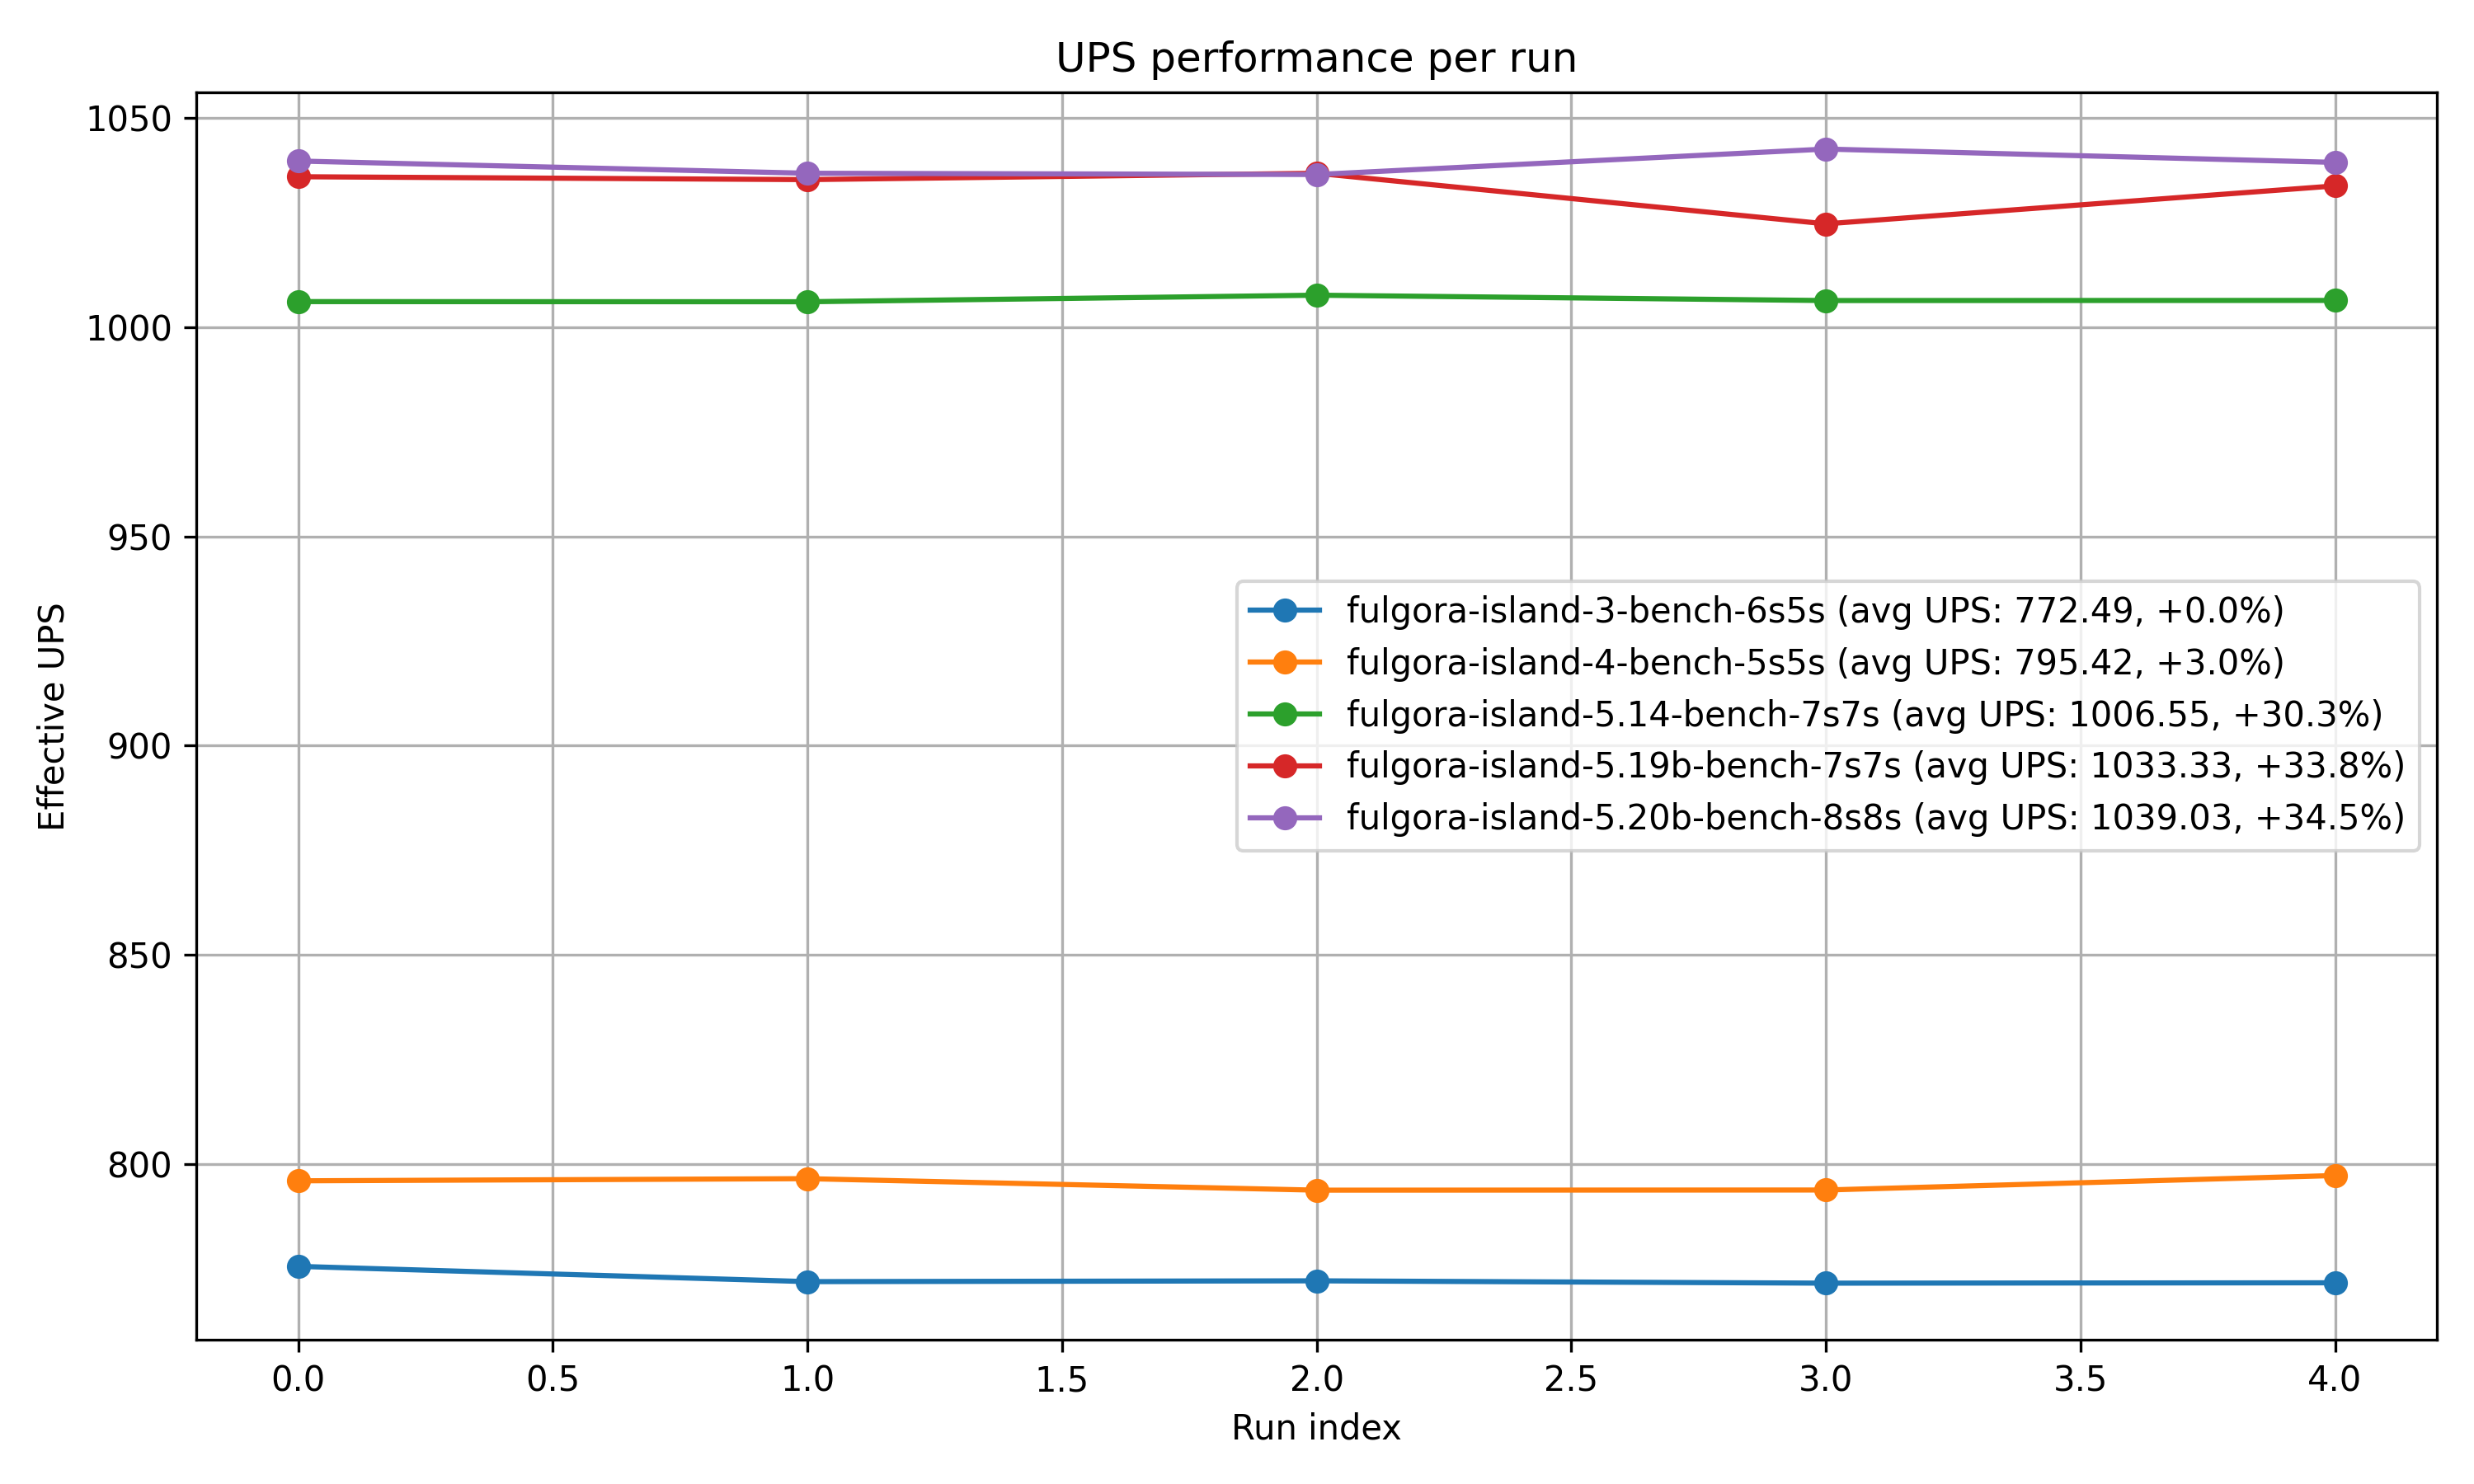 UPS performance per run
1050
1000
950
900
850
800
Effective UPS
fulgora-island-3-bench-6s5s (avg UPS: 772.49, +0.0%)
fulgora-island-4-bench-5s5s (avg UPS: 795.42, +3.0%)
fulgora-island-5.14-bench-7s7s (avg UPS: 1006.55, +30.3%)
fulgora-island-5.19b-bench-7s7s (avg UPS: 1033.33, +33.8%)
fulgora-island-5.20b-bench-8s8s (avg UPS: 1039.03, +34.5%)
0.0 0.5 1.0 1.5 2.0 2.5 3.0 3.5 4.0
Run index